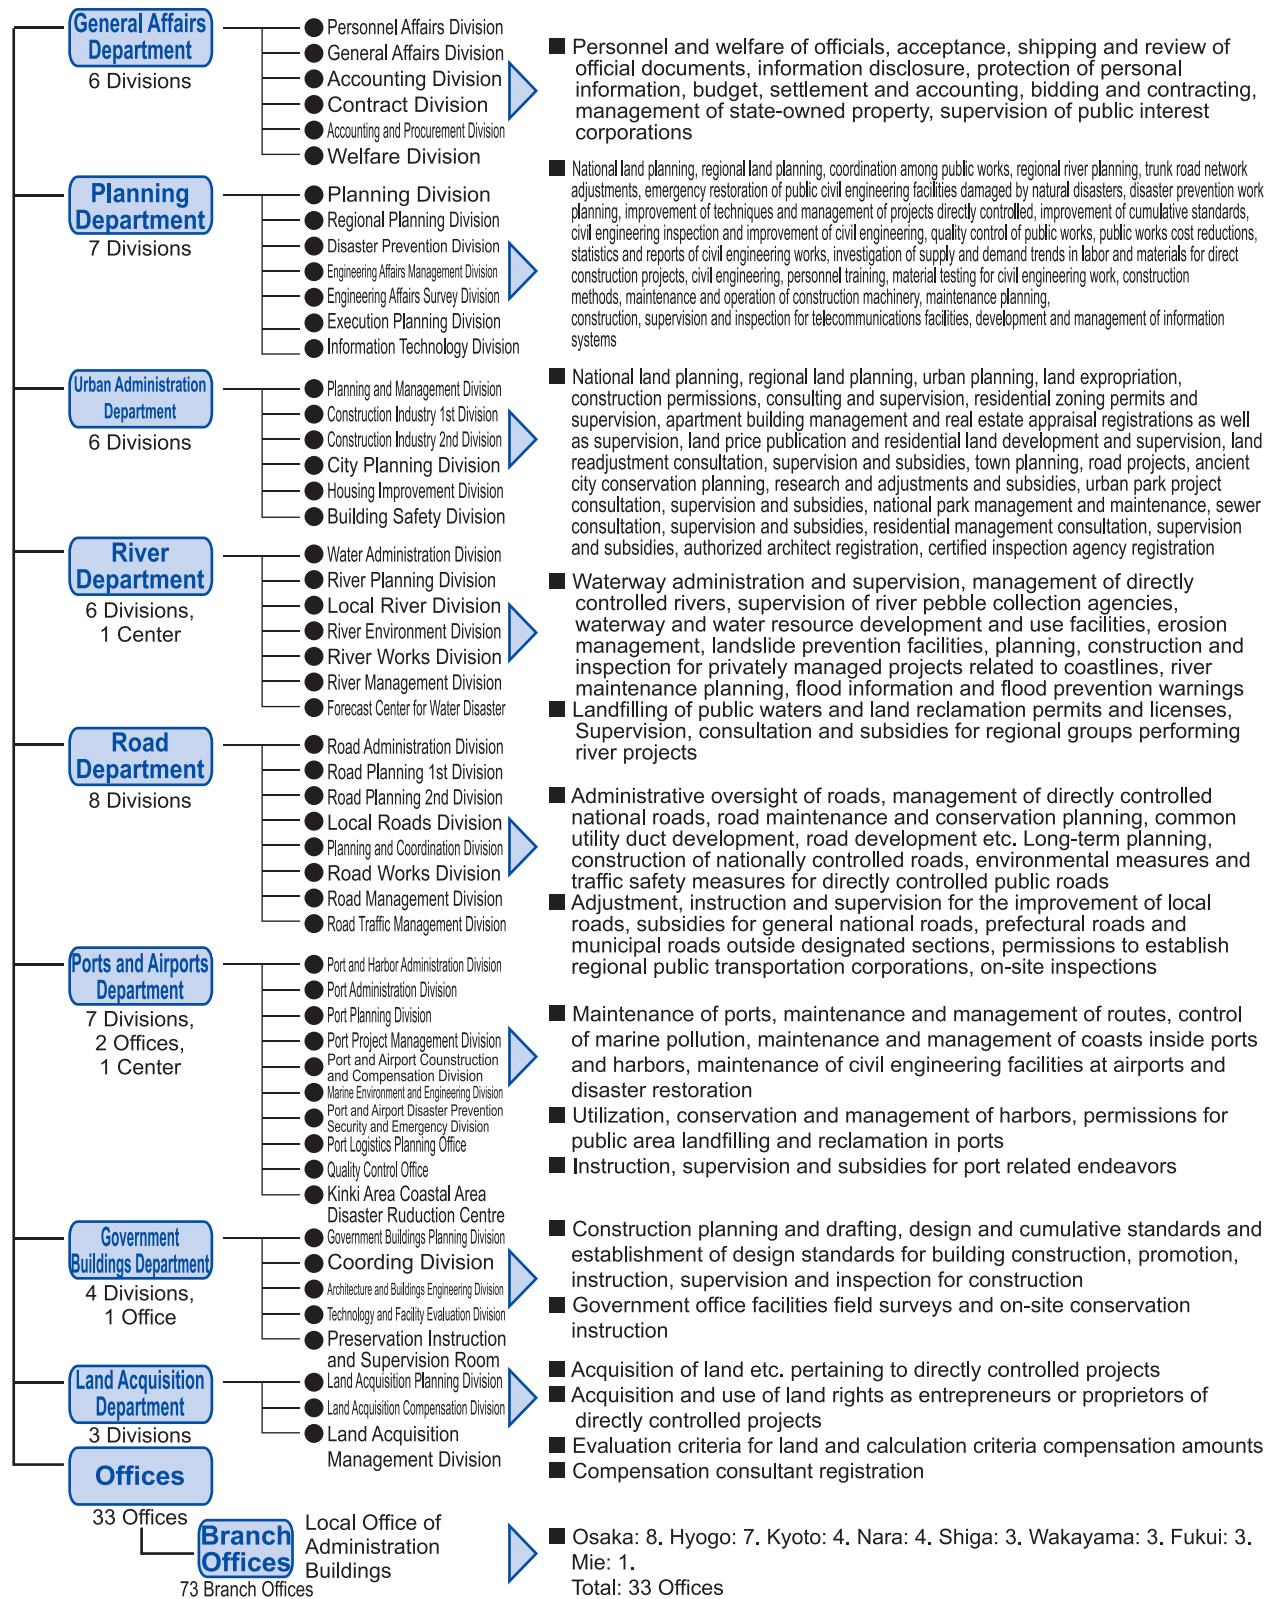 General Affairs
Department
6 Divisions
Personnel Affairs Division
General Affairs Division
Accounting Division
Contract Division
Accounting and Procurement Division
Welfare Division
■ Personnel and welfare of officials, acceptance, shipping and review of
official documents, information disclosure, protection of personal
information, budget, settlement and accounting, bidding and contracting,
management of state-owned property, supervision of public interest
corporations
Planning
Department
7 Divisions
Planning Division
Regional Planning Division
Disaster Prevention Division
Engineering Affairs Management Division
Engineering Affairs Survey Division
Execution Planning Division
Information Technology Division
■ National land planning, regional land planning, coordination among public works, regional river planning, trunk road network
adjustments, emergency restoration of public civil engineering facilities damaged by natural disasters, disaster prevention work
planning, improvement of techniques and management of projects directly controlled, improvement of cumulative standards,
civil engineering inspection and improvement of civil engineering, quality control of public works, public works cost reductions,
statistics and reports of civil engineering works, investigation of supply and demand trends in labor and materials for direct
construction projects, civil engineering, personnel training, material testing for civil engineering work, construction
methods, maintenance and operation of construction machinery, maintenance planning,
construction, supervision and inspection for telecommunications facilities, development and management of information
systems
Urban Administration
Department
6 Divisions
Planning and Management Division
Construction Industry 1st Division
Construction Industry 2nd Division
City Planning Division
Housing Improvement Division
Building Safety Division
■ National land planning, regional land planning, urban planning, land expropriation,
construction permissions, consulting and supervision, residential zoning permits and
supervision, apartment building management and real estate appraisal registrations as well
as supervision, land price publication and residential land development and supervision, land
readjustment consultation, supervision and subsidies, town planning, road projects, ancient
city conservation planning, research and adjustments and subsidies, urban park project
consultation, supervision and subsidies, national park management and maintenance, sewer
consultation, supervision and subsidies, residential management consultation, supervision
and subsidies, authorized architect registration, certified inspection agency registration
River
Department
6 Divisions,
1 Center
Water Administration Division
River Planning Division
Local River Division
River Environment Division
River Works Division
River Management Division
Forecast Center for Water Disaster
■ Waterway administration and supervision, management of directly
controlled rivers, supervision of river pebble collection agencies,
waterway and water resource development and use facilities, erosion
management, landslide prevention facilities, planning, construction and
inspection for privately managed projects related to coastlines, river
maintenance planning, flood information and flood prevention warnings
■ Landfilling of public waters and land reclamation permits and licenses,
Supervision, consultation and subsidies for regional groups performing
river projects
Road
Department
8 Divisions
Road Administration Division
Road Planning 1st Division
Road Planning 2nd Division
Local Roads Division
Planning and Coordination Division
Road Works Division
Road Management Division
Road Traffic Management Division
■ Administrative oversight of roads, management of directly controlled
national roads, road maintenance and conservation planning, common
utility duct development, road development etc. Long-term planning,
construction of nationally controlled roads, environmental measures and
traffic safety measures for directly controlled public roads
■ Adjustment, instruction and supervision for the improvement of local
roads, subsidies for general national roads, prefectural roads and
municipal roads outside designated sections, permissions to establish
regional public transportation corporations, on-site inspections
Ports and Airports
Department
7 Divisions,
2 Offices,
1 Center
Port and Harbor Administration Division
Port Administration Division
Port Planning Division
Port Project Management Division
Port and Airport Counstruction
and Compensation Division
Marine Environment and Engineering Division
Port and Airport Disaster Prevention
Security and Emergency Division
Port Logistics Planning Office
Quality Control Office
Kinki Area Coastal Area
Disaster Ruduction Centre
■ Maintenance of ports, maintenance and management of routes, control
of marine pollution, maintenance and management of coasts inside ports
and harbors, maintenance of civil engineering facilities at airports and
disaster restoration
■ Utilization, conservation and management of harbors, permissions for
public area landfilling and reclamation in ports
■ Instruction, supervision and subsidies for port related endeavors
Government
Buildings Department
4 Divisions,
1 Office
Government Buildings Planning Division
Coording Division
Architecture and Buildings Engineering Division
Technology and Facility Evaluation Division
Preservation Instruction
and Supervision Room
■ Construction planning and drafting, design and cumulative standards and
establishment of design standards for building construction, promotion,
instruction, supervision and inspection for construction
■ Government office facilities field surveys and on-site conservation
instruction
Land Acquisition
Department
3 Divisions
Land Acquisition Planning Division
Land Acquisition Compensation Division
Land Acquisition
Management Division
■ Acquisition of land etc. pertaining to directly controlled projects
■ Acquisition and use of land rights as entrepreneurs or proprietors of
directly controlled projects
■ Evaluation criteria for land and calculation criteria compensation amounts
■ Compensation consultant registration
Offices
33 Offices
Branch
Offices
73 Branch Offices
Local Office of
Administration
Buildings
■ Osaka: 8. Hyogo: 7. Kyoto: 4. Nara: 4. Shiga: 3. Wakayama: 3. Fukui: 3.
Mie: 1.
Total: 33 Offices